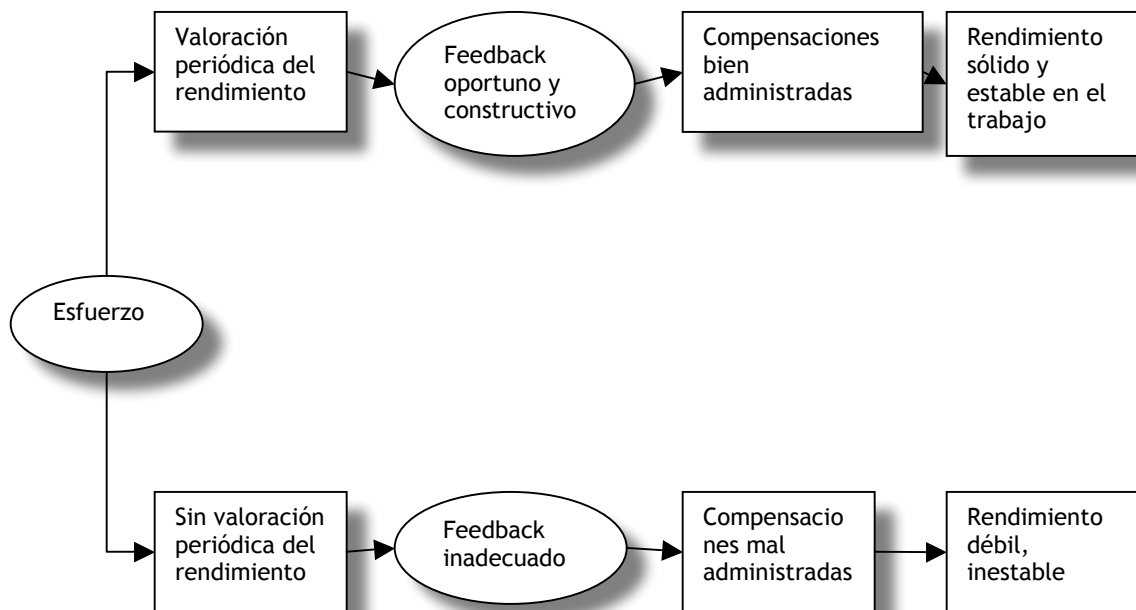 Valoración
periódica del
rendimiento
Feedback
oportuno y
constructivo
Compensaciones
bien
administradas
Rendimiento
sólido y
estable en el
trabajo
Esfuerzo
Sin valoración
periódica del
rendimiento
Feedback
inadecuado
Compensacio
nes mal
administradas
Rendimiento
débil,
inestable